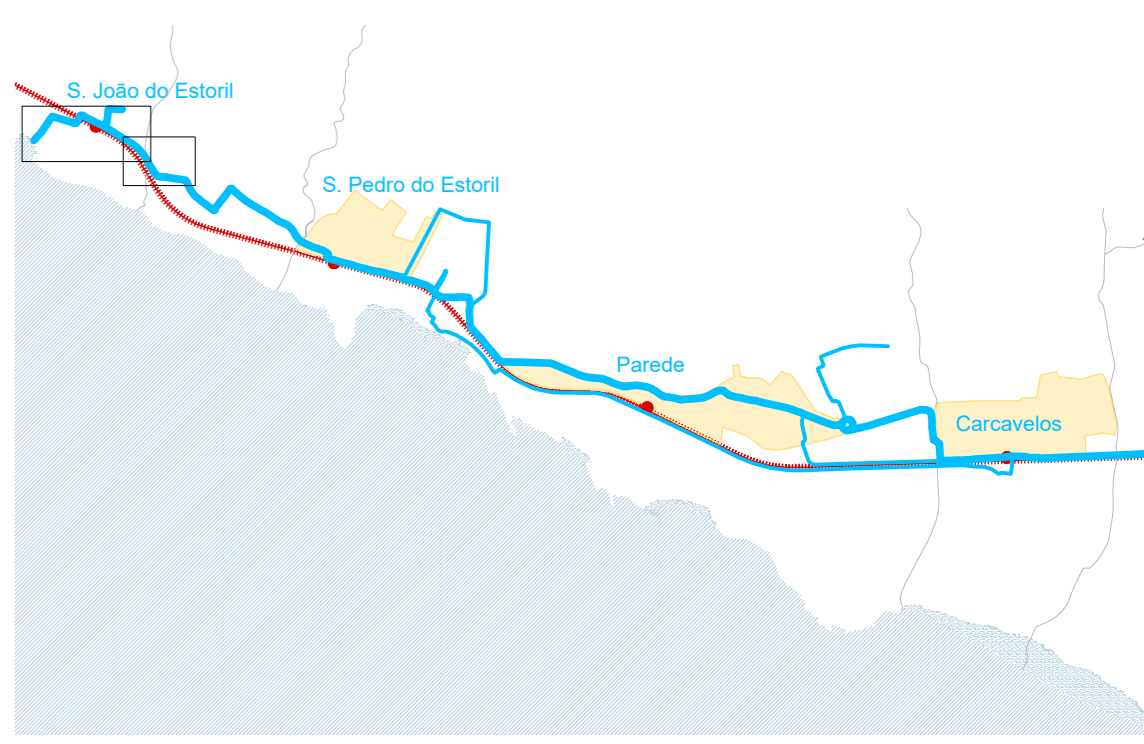 S. João do Estoril
S. Pedro do Estoril
Parede
Carcavelos